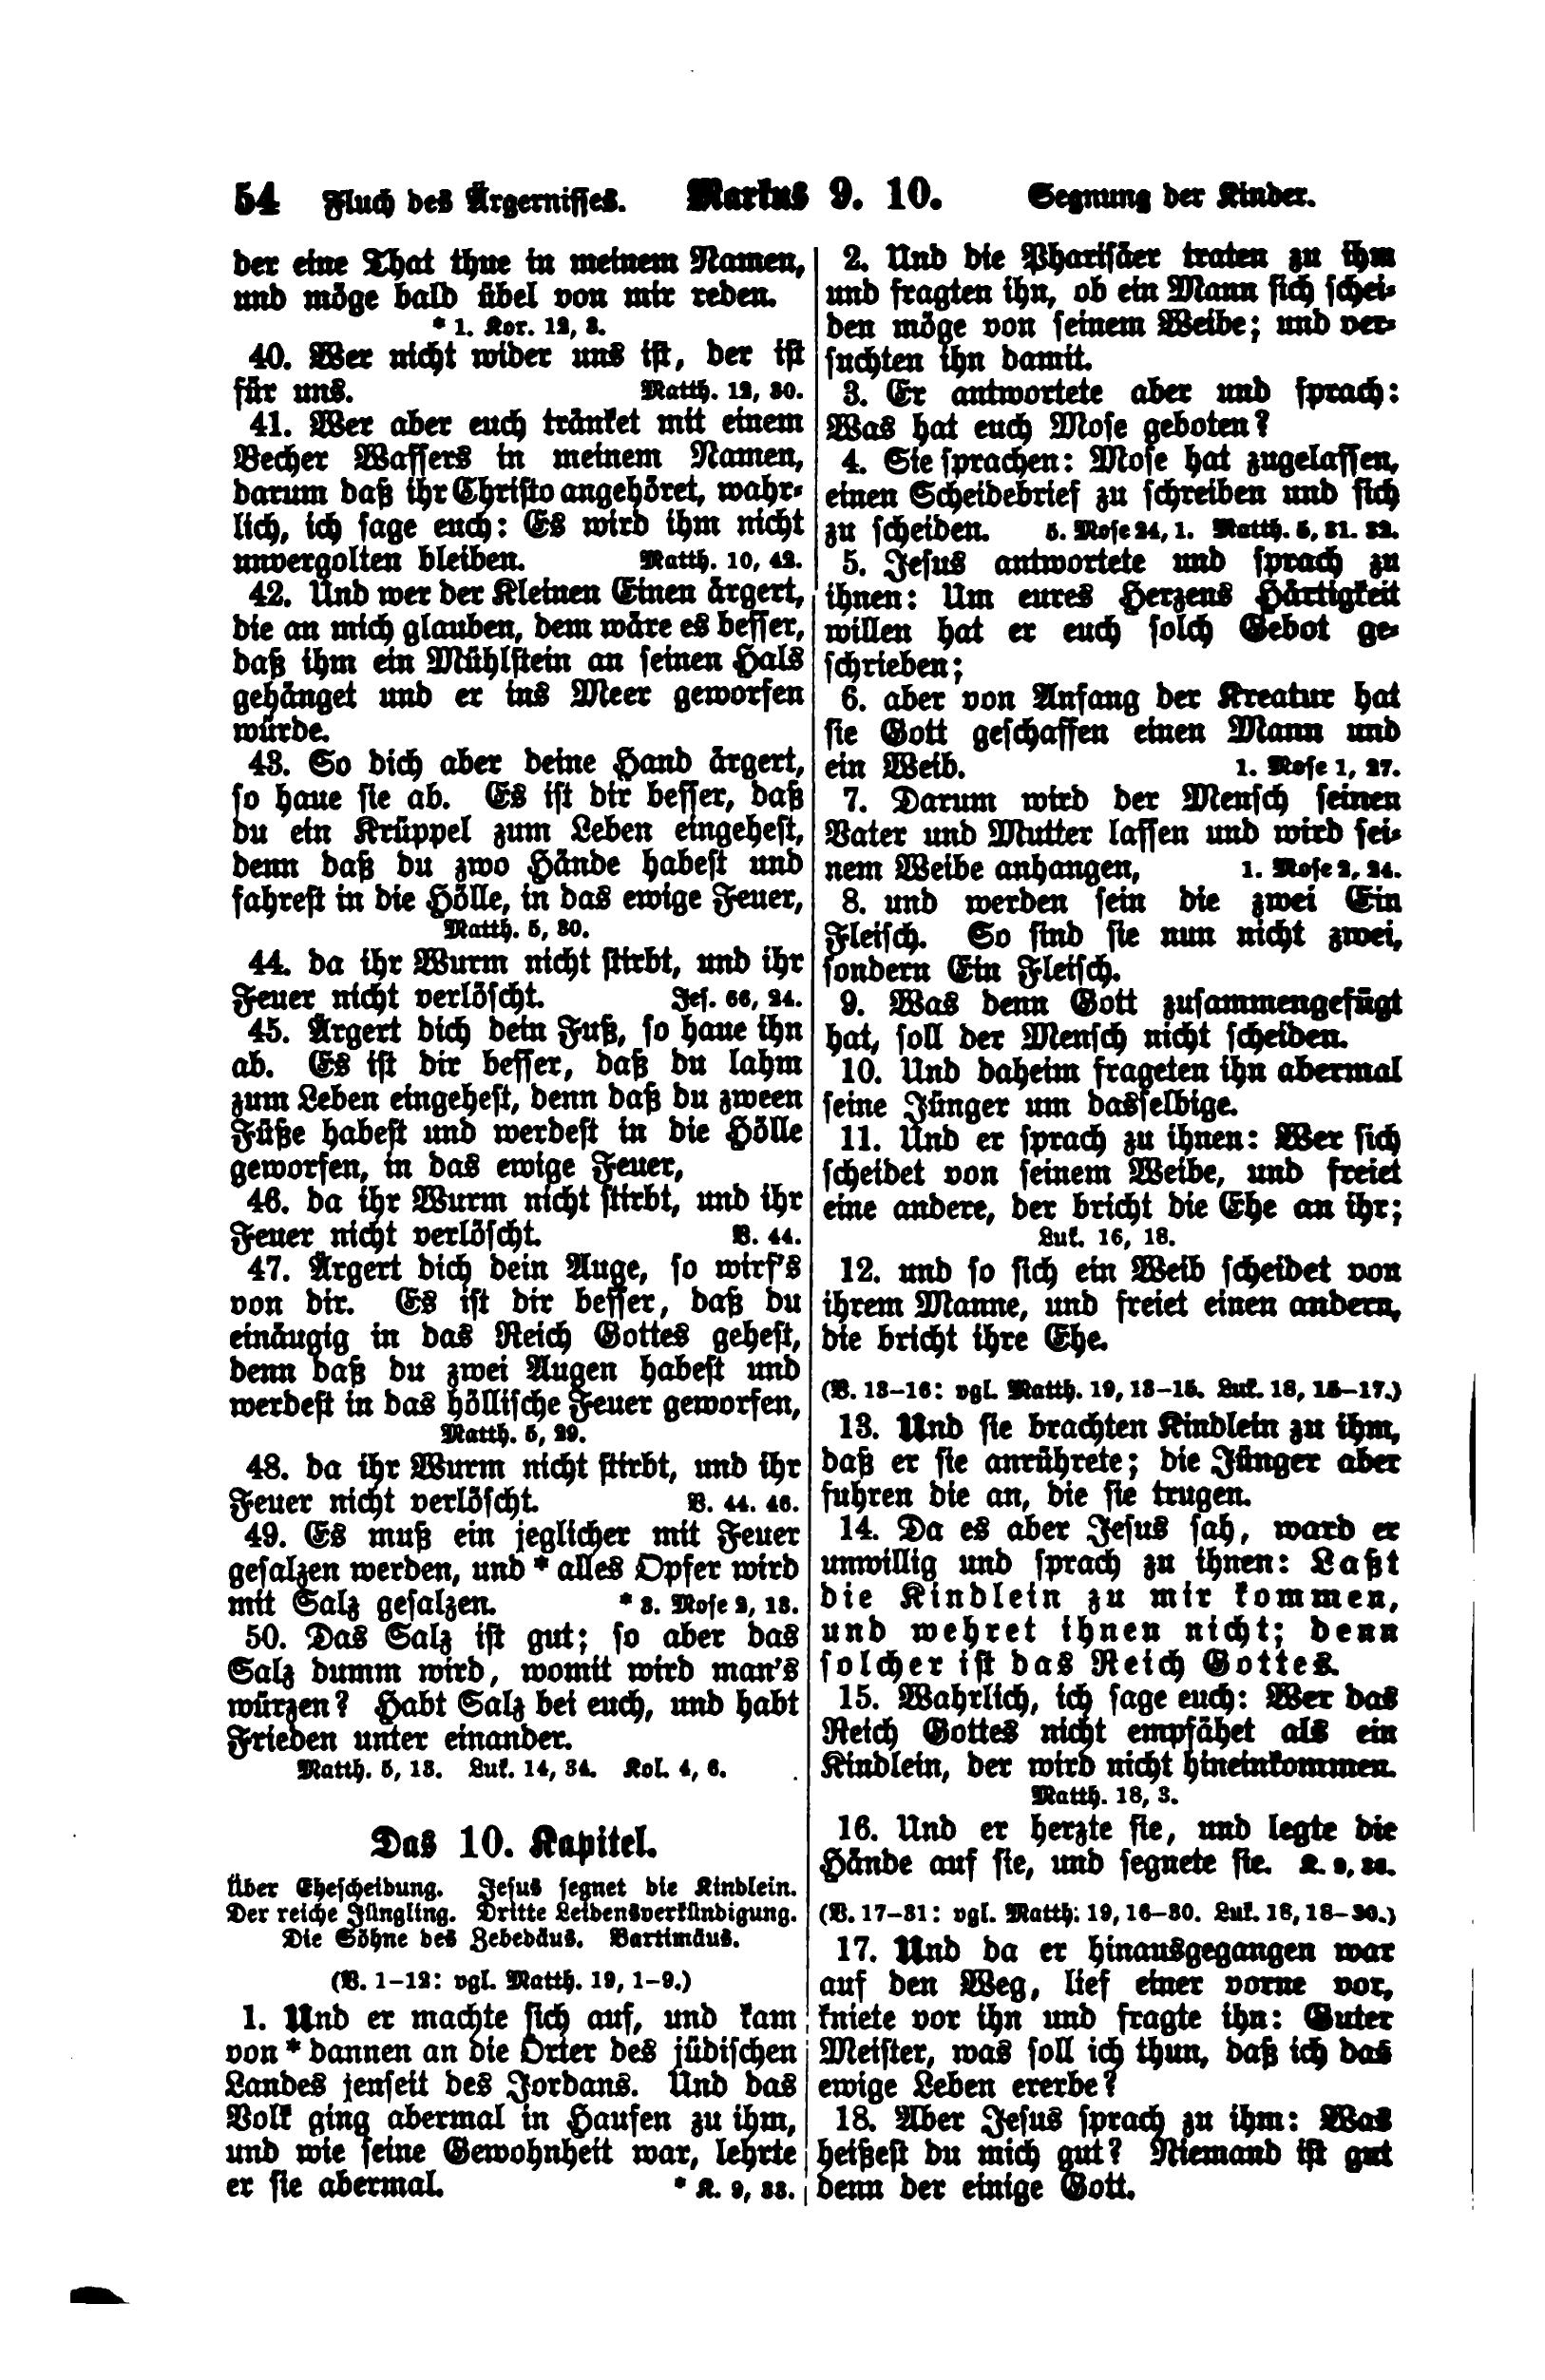 54 Fluch des Ärgernisses. Markus 9. 10. Segnung der Kinder.
der eine That thue in meinem Namen,
und möge bald übel von mir reden.
* 1. Kor. 12, 3.
40. Wer nicht wider uns ist, der ist
für uns. Matth. 12, 30.
41. Wer aber euch tränket mit einem
Becher Wassers in meinem Namen,
darum daß ihr Christo angehöret, wahr-
lich, ich sage euch: Es wird ihm nicht
unvergolten bleiben. Matth. 10, 42.
42. Und wer der Kleinen Einen ärgert,
die an mich glauben, dem wäre es besser,
daß ihm ein Mühlstein an seinen Hals
gehänget und er ins Meer geworfen
würde.
43. So dich aber deine Hand ärgert,
so haue sie ab. Es ist dir besser, daß
du ein Krüppel zum Leben eingehest,
denn daß du zwo Hände habest und
fahrest in die Hölle, in das ewige Feuer,
Matth. 5, 30.
44. da ihr Wurm nicht stirbt, und ihr
Feuer nicht verlöscht. Jes. 66, 24.
45. Ärgert dich dein Fuß, so haue ihn
ab. Es ist dir besser, daß du lahm
zum Leben eingehest, denn daß du zween
Füße habest und werdest in die Hölle
geworfen, in das ewige Feuer,
46. da ihr Wurm nicht stirbt, und ihr
Feuer nicht verlöscht. V. 44.
47. Ärgert dich dein Auge, so wirf's
von dir. Es ist dir besser, daß du
einäugig in das Reich Gottes gehest,
denn daß du zwei Augen habest und
werdest in das höllische Feuer geworfen,
Matth. 5, 29.
48. da ihr Wurm nicht stirbt, und ihr
Feuer nicht verlöscht. V. 44. 46.
49. Es muß ein jeglicher mit Feuer
gesalzen werden, und * alles Opfer wird
mit Salz gesalzen. * 3. Mose 2, 13.
50. Das Salz ist gut; so aber das
Salz dumm wird, womit wird man's
würzen? Habt Salz bei euch, und habt
Frieden unter einander.
Matth. 5, 13. Luk. 14, 34. Kol. 4, 6.
Das 10. Kapitel.
Über Ehescheidung. Jesus segnet die Kindlein.
Der reiche Jüngling. Dritte Leidensverkündigung.
Die Söhne des Zebedäus. Bartimäus.
(V. 1–12: vgl. Matth. 19, 1–9.)
1. Und er machte sich auf, und kam
von * dannen an die Örter des jüdischen
Landes jenseit des Jordans. Und das
Volk ging abermal in Haufen zu ihm,
und wie seine Gewohnheit war, lehrte
er sie abermal. * K. 9, 33.
2. Und die Pharisäer traten zu ihm
und fragten ihn, ob ein Mann sich schei-
den möge von seinem Weibe; und ver-
suchten ihn damit.
3. Er antwortete aber und sprach:
Was hat euch Mose geboten?
4. Sie sprachen: Mose hat zugelassen,
einen Scheidebrief zu schreiben und sich
zu scheiden. 5. Mose 24, 1. Matth. 5, 31. 32.
5. Jesus antwortete und sprach zu
ihnen: Um eures Herzens Härtigkeit
willen hat er euch solch Gebot ge-
schrieben;
6. aber von Anfang der Kreatur hat
sie Gott geschaffen einen Mann und
ein Weib. 1. Mose 1, 27.
7. Darum wird der Mensch seinen
Vater und Mutter lassen und wird sei-
nem Weibe anhangen, 1. Mose 2, 24.
8. und werden sein die zwei Ein
Fleisch. So sind sie nun nicht zwei,
sondern Ein Fleisch.
9. Was denn Gott zusammengefügt
hat, soll der Mensch nicht scheiden.
10. Und daheim frageten ihn abermal
seine Jünger um dasselbige.
11. Und er sprach zu ihnen: Wer sich
scheidet von seinem Weibe, und freiet
eine andere, der bricht die Ehe an ihr;
Luk. 16, 18.
12. und so sich ein Weib scheidet von
ihrem Manne, und freiet einen andern,
die bricht ihre Ehe.
(V. 13–16: vgl. Matth. 19, 13–15. Luk. 18, 15–17.)
13. Und sie brachten Kindlein zu ihm,
daß er sie anrührete; die Jünger aber
fuhren die an, die sie trugen.
14. Da es aber Jesus sah, ward er
unwillig und sprach zu ihnen: Laßt
die Kindlein zu mir kommen,
und wehret ihnen nicht; denn
solcher ist das Reich Gottes.
15. Wahrlich, ich sage euch: Wer das
Reich Gottes nicht empfähet als ein
Kindlein, der wird nicht hineinkommen.
Matth. 18, 3.
16. Und er herzte sie, und legte die
Hände auf sie, und segnete sie. K. 9, 36.
(V. 17–31: vgl. Matth. 19, 16–30. Luk. 18, 18–30.)
17. Und da er hinausgegangen war
auf den Weg, lief einer vorne vor,
kniete vor ihn und fragte ihn: Guter
Meister, was soll ich thun, daß ich das
ewige Leben ererbe?
18. Aber Jesus sprach zu ihm: Was
heißest du mich gut? Niemand ist gut
denn der einige Gott.